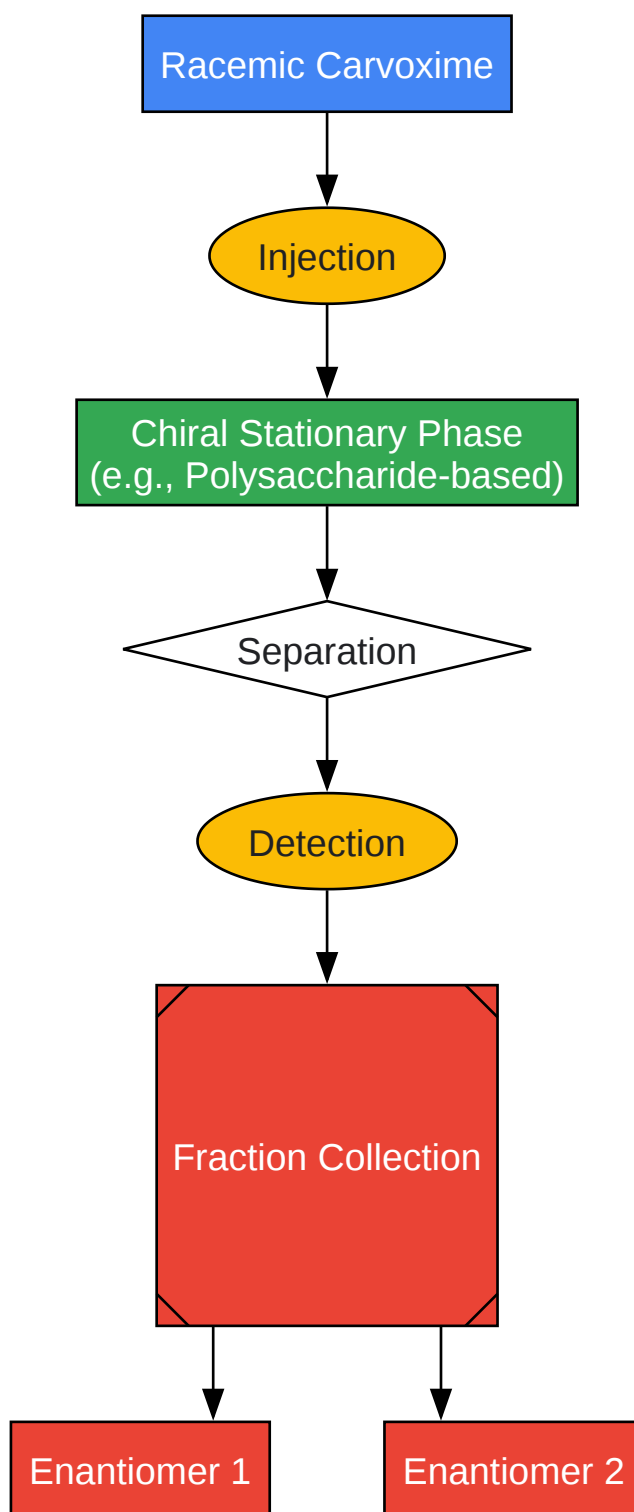 Racemic Carvoxime
Injection
Chiral Stationary Phase
(e.g., Polysaccharide-based)
Separation
Detection
Fraction Collection
Enantiomer 1
Enantiomer 2